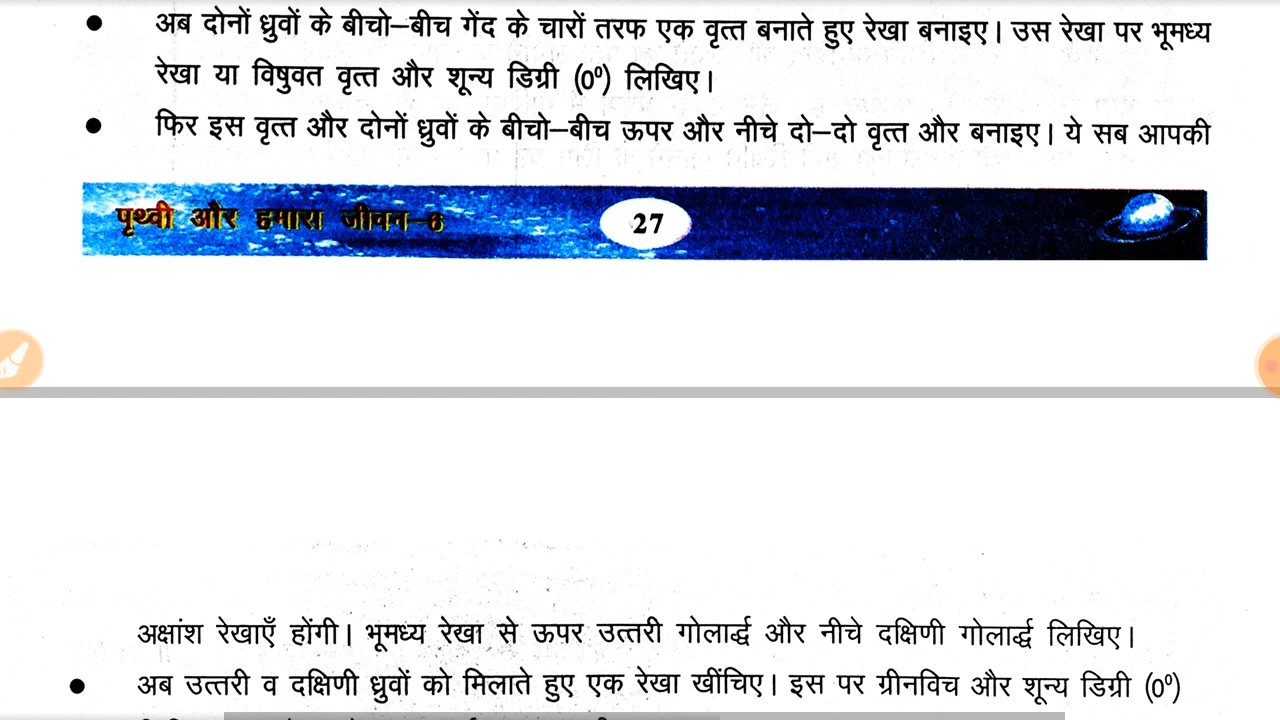 ● अब दोनों ध्रुवों के बीचो–बीच गेंद के चारों तरफ एक वृत्त बनाते हुए रेखा बनाइए। उस रेखा पर भूमध्य
रेखा या विषुवत वृत्त और शून्य डिग्री (0º) लिखिए।
● फिर इस वृत्त और दोनों ध्रुवों के बीचो–बीच ऊपर और नीचे दो–दो वृत्त और बनाइए। ये सब आपकी
पृथ्वी और हमारा जीवन–6
27
अक्षांश रेखाएँ होंगी। भूमध्य रेखा से ऊपर उत्तरी गोलार्द्ध और नीचे दक्षिणी गोलार्द्ध लिखिए।
● अब उत्तरी व दक्षिणी ध्रुवों को मिलाते हुए एक रेखा खींचिए। इस पर ग्रीनविच और शून्य डिग्री (0º)